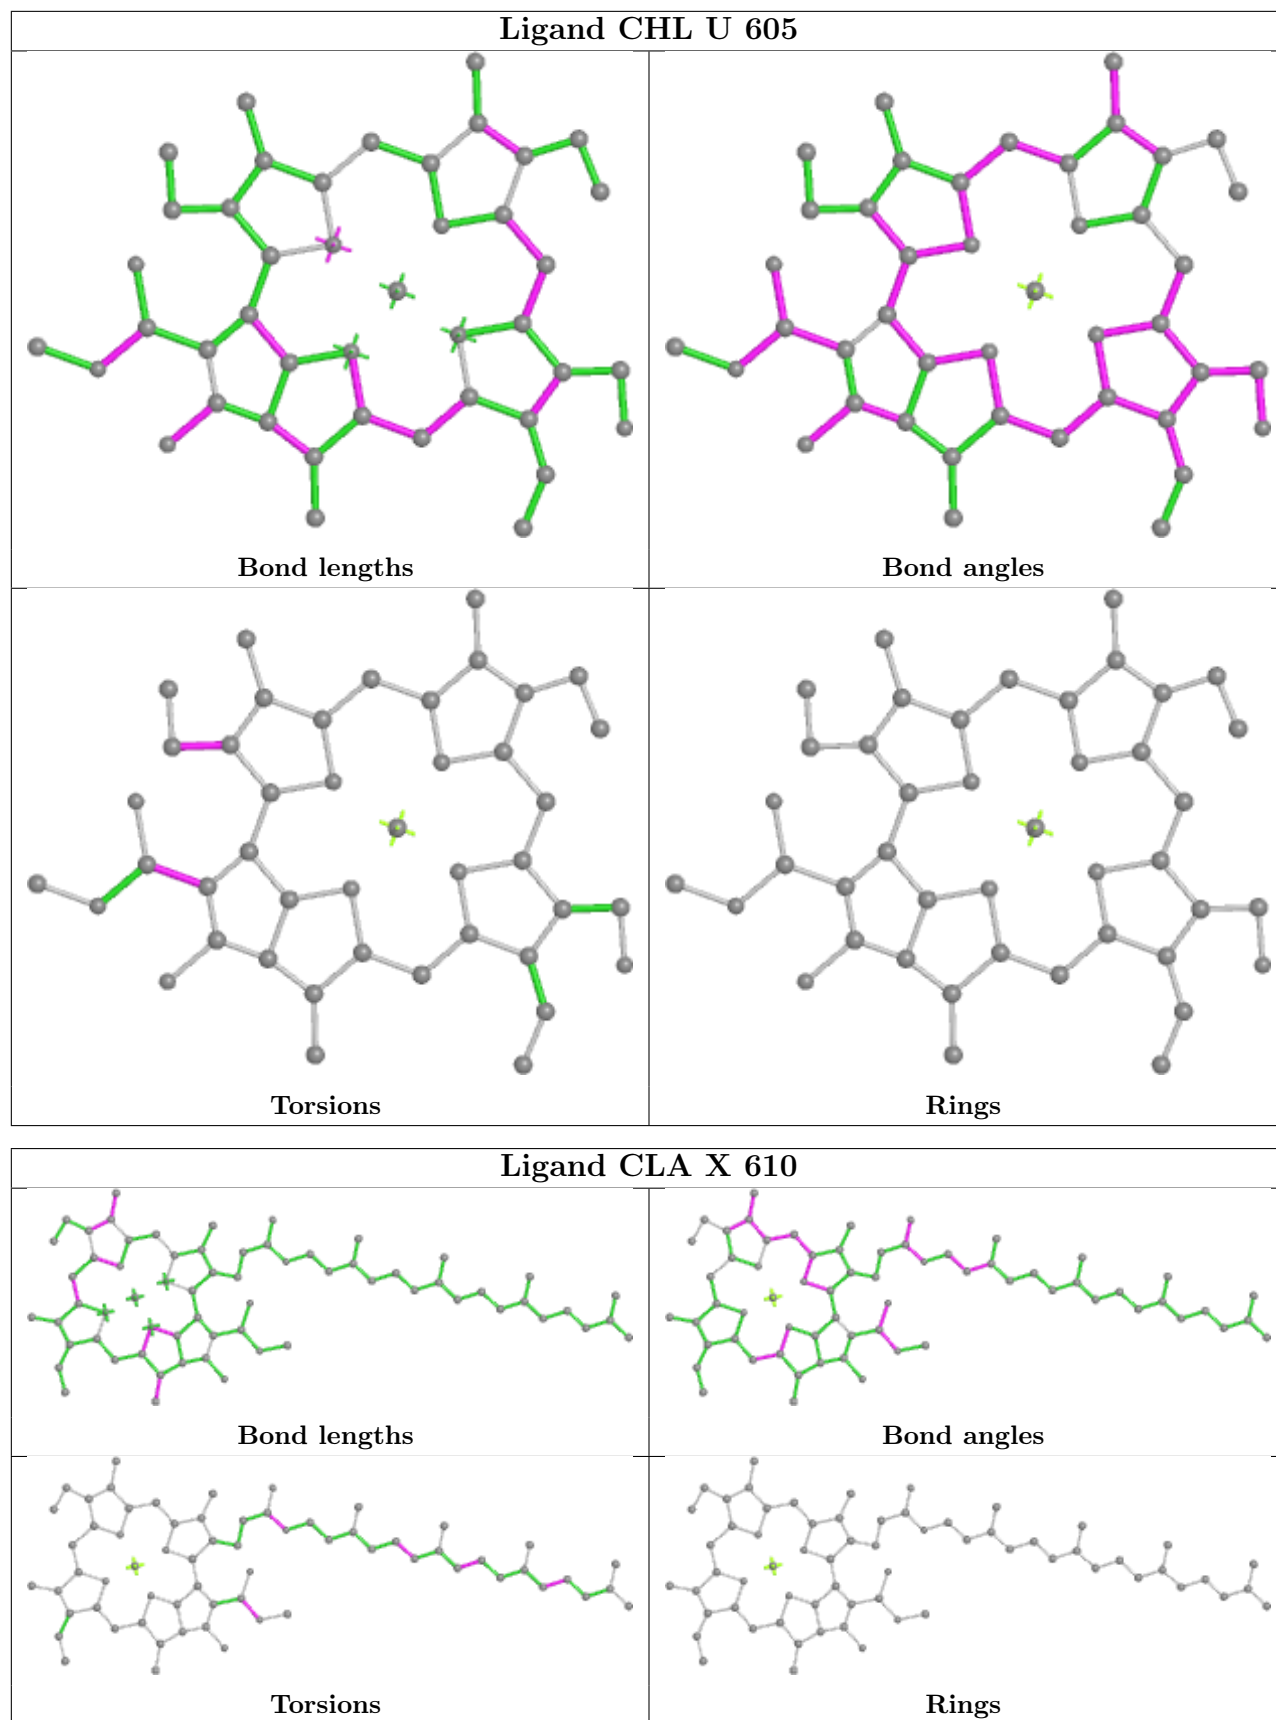 Ligand CHL U 605
Bond lengths
Bond angles
Torsions
Rings
Ligand CLA X 610
Bond lengths
Bond angles
Torsions
Rings